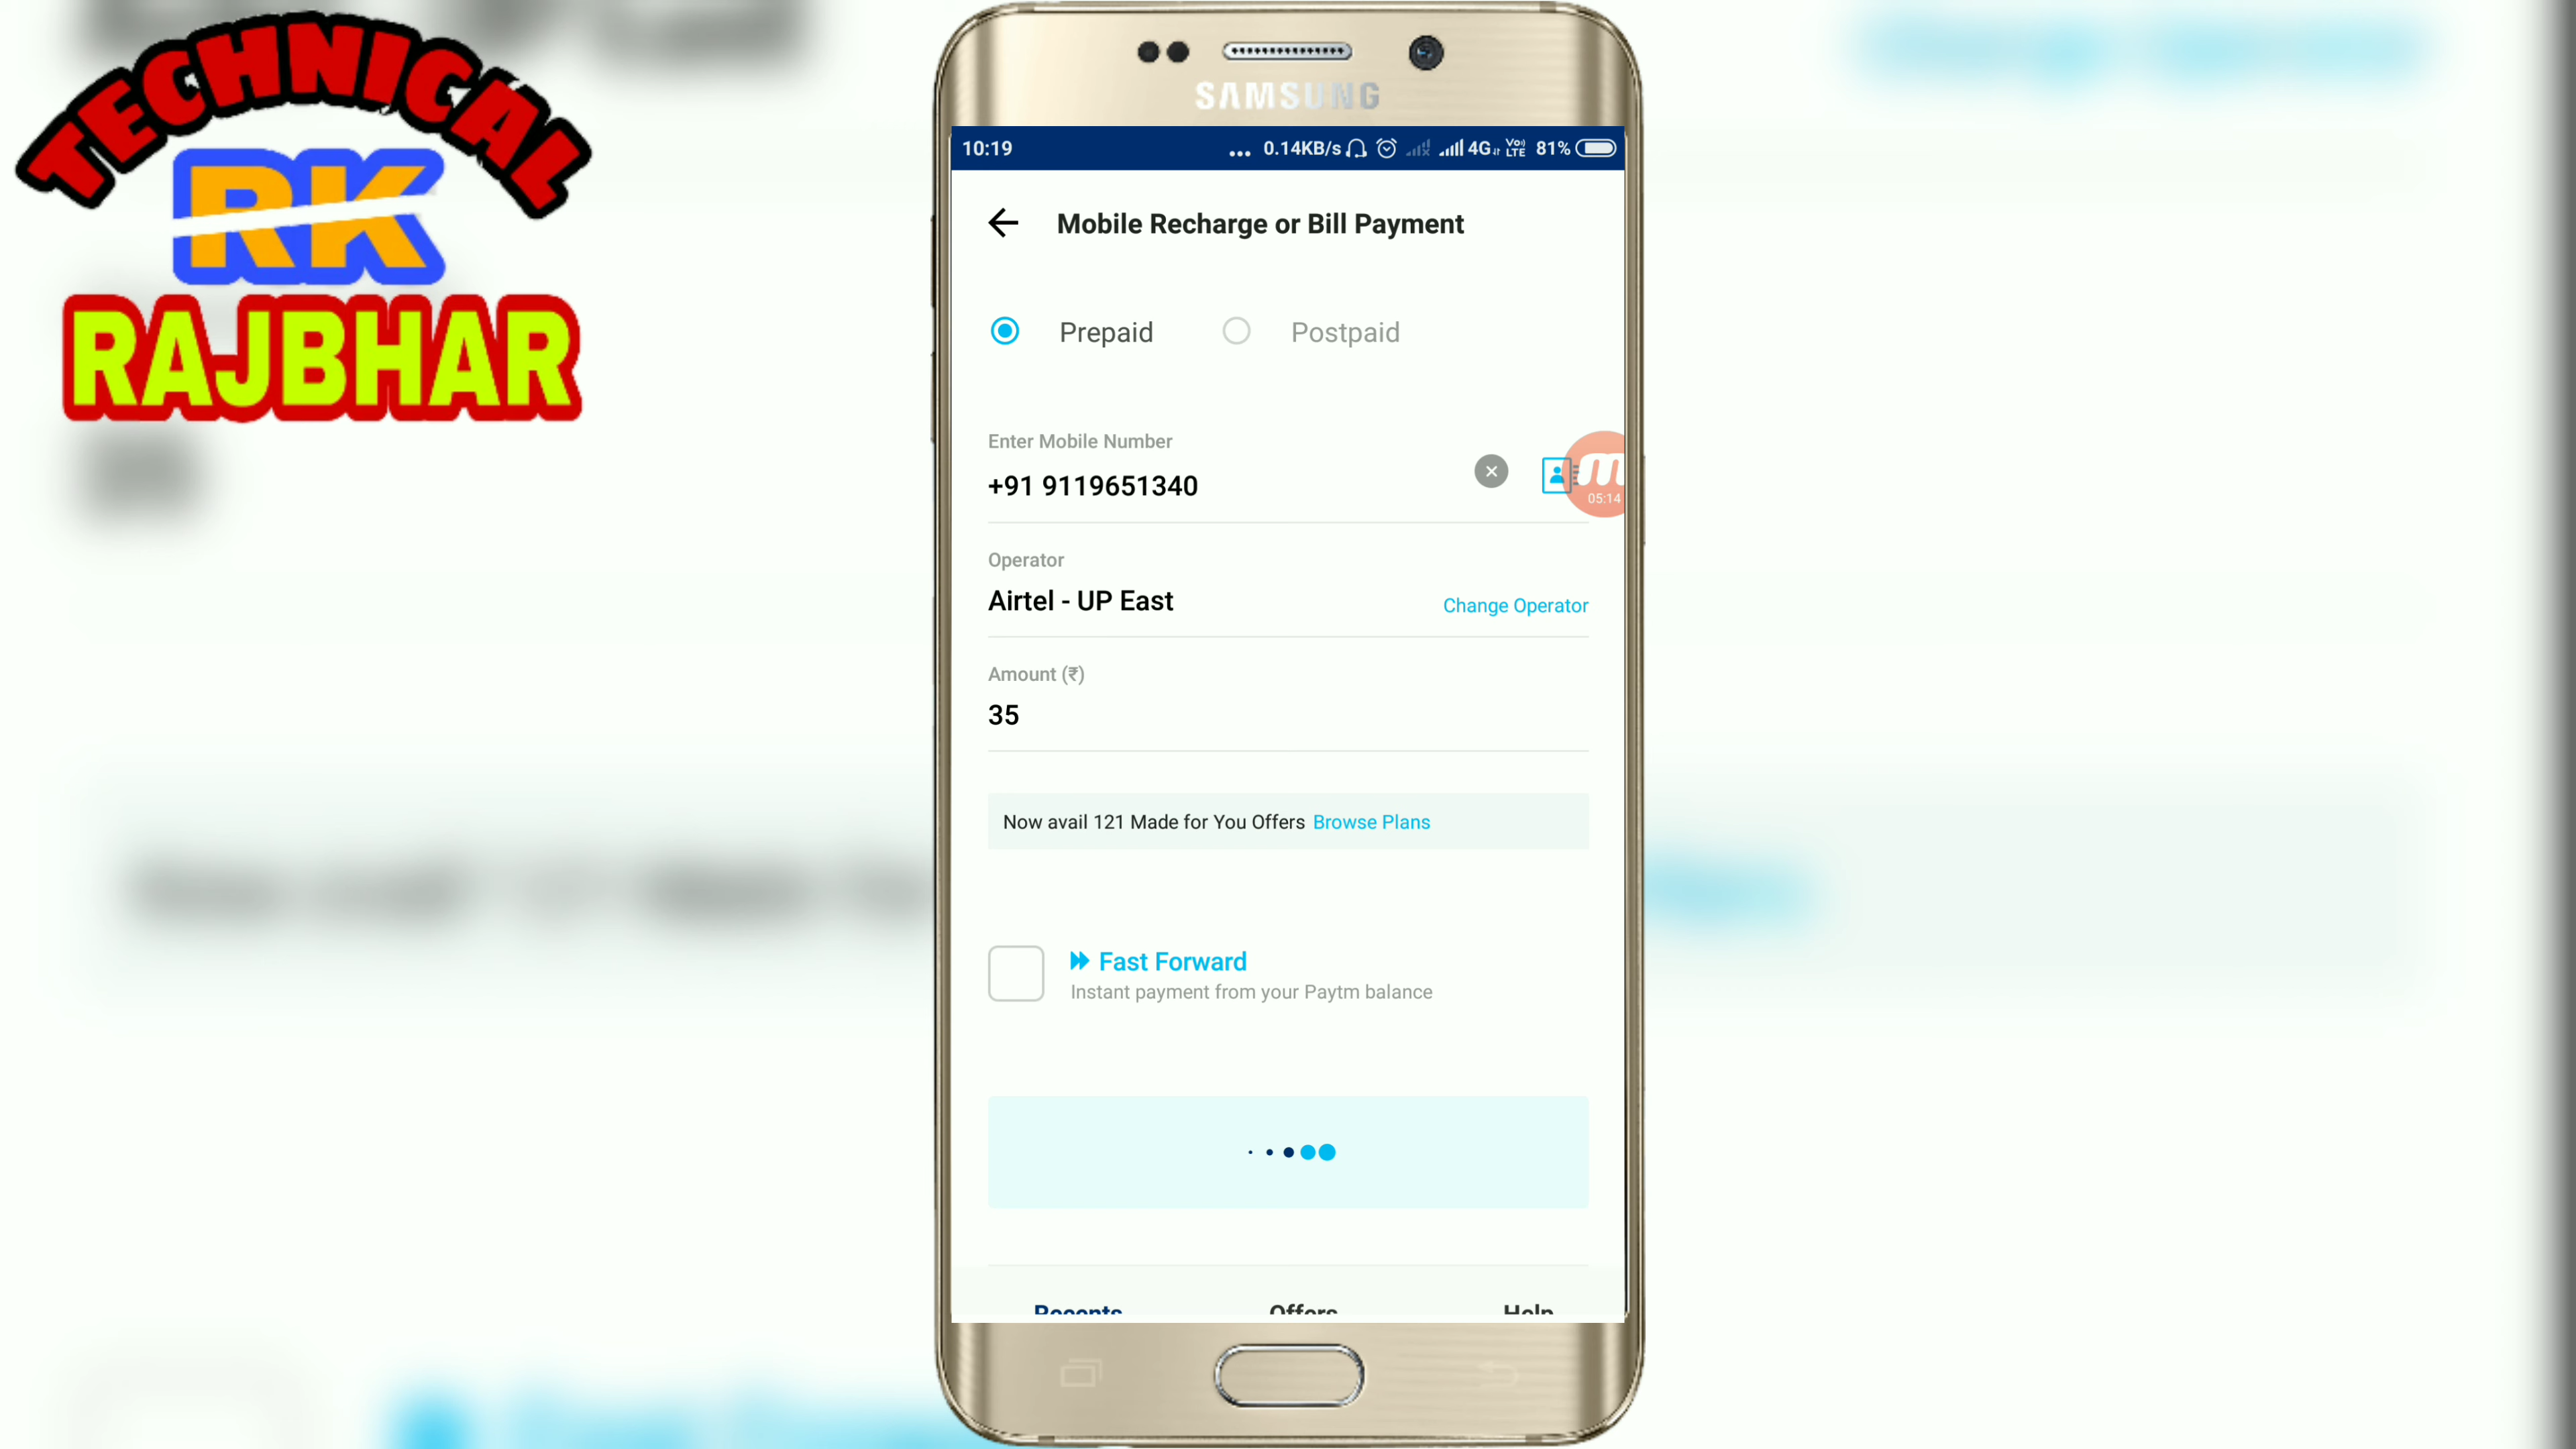 TECHNICAL
RK
RAJBHAR
SAMSUNG
10:19 ... 0.14KB/s 4G VoLTE 81%
Mobile Recharge or Bill Payment
Prepaid Postpaid
Enter Mobile Number
+91 9119651340
m
05:14
Operator
Airtel - UP East
Change Operator
Amount (₹)
35
Now avail 121 Made for You Offers Browse Plans
Fast Forward
Instant payment from your Paytm balance
Recents Offers Help